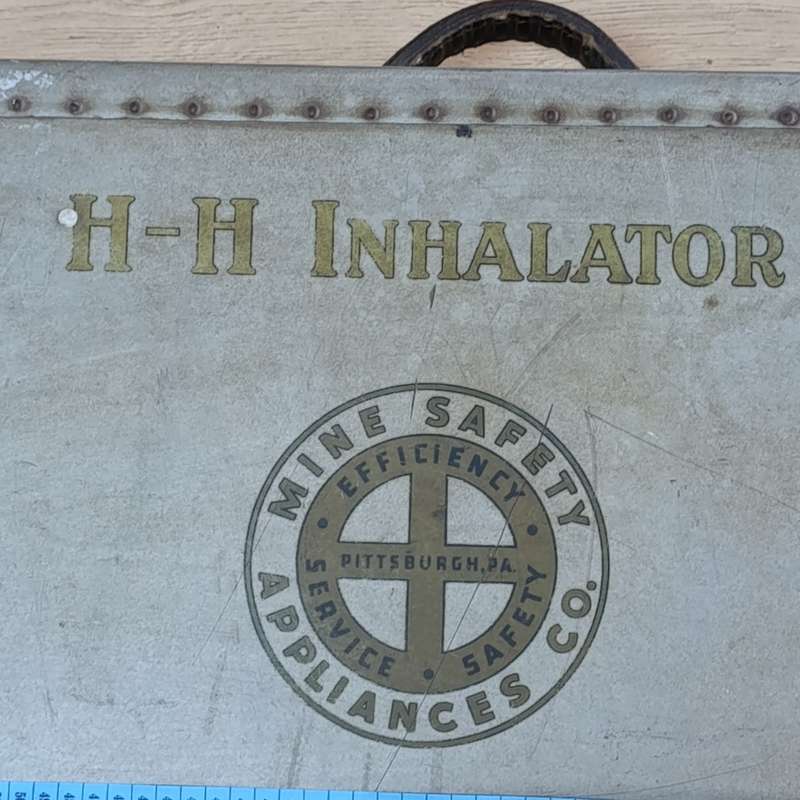 H-H INHALATOR
MINE SAFETY
APPLIANCES CO.
EFFICIENCY
SERVICE
SAFETY
PITTSBURGH, PA.